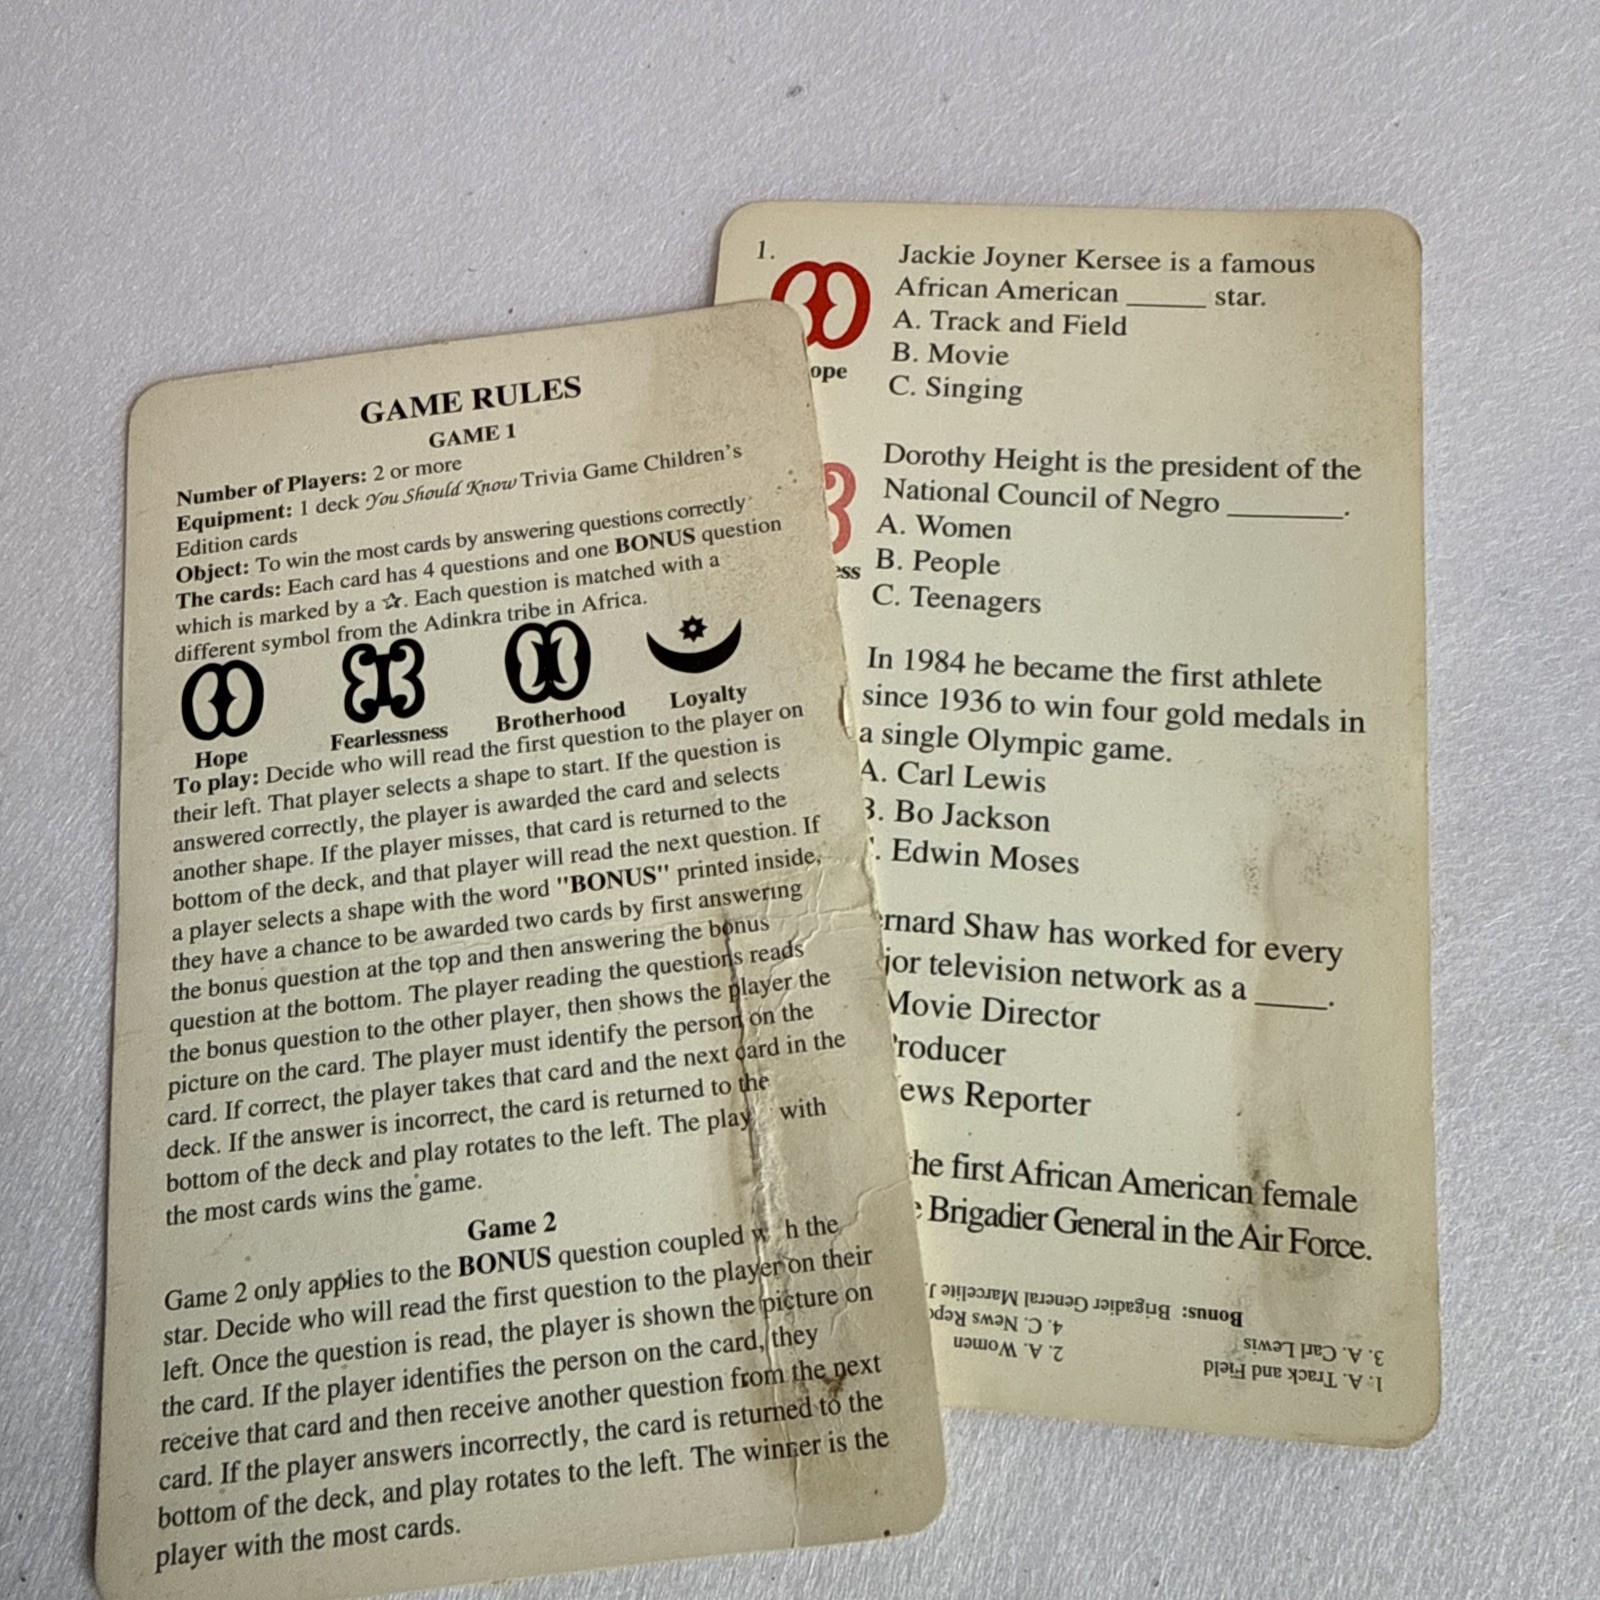 GAME RULES
GAME 1
Number of Players: 2 or more
Equipment: 1 deck You Should Know Trivia Game Children's
Edition cards
Object: To win the most cards by answering questions correctly
The cards: Each card has 4 questions and one BONUS question
which is marked by a ☆. Each question is matched with a
different symbol from the Adinkra tribe in Africa.
Hope
Fearlessness
Brotherhood
Loyalty
To play: Decide who will read the first question to the player on
their left. That player selects a shape to start. If the question is
answered correctly, the player is awarded the card and selects
another shape. If the player misses, that card is returned to the
bottom of the deck, and that player will read the next question. If
a player selects a shape with the word "BONUS" printed inside,
they have a chance to be awarded two cards by first answering
the bonus question at the top and then answering the bonus
question at the bottom. The player reading the questions reads
the bonus question to the other player, then shows the player the
picture on the card. The player must identify the person on the
card. If correct, the player takes that card and the next card in the
deck. If the answer is incorrect, the card is returned to the
bottom of the deck and play rotates to the left. The play with
the most cards wins the game.
Game 2
Game 2 only applies to the BONUS question coupled w h the
star. Decide who will read the first question to the player on their
left. Once the question is read, the player is shown the picture on
the card. If the player identifies the person on the card, they
receive that card and then receive another question from the next
card. If the player answers incorrectly, the card is returned to the
bottom of the deck, and play rotates to the left. The winner is the
player with the most cards.
1.
ope
Jackie Joyner Kersee is a famous
African American ______ star.
A. Track and Field
B. Movie
C. Singing
ess
Dorothy Height is the president of the
National Council of Negro ________.
A. Women
B. People
C. Teenagers
In 1984 he became the first athlete
since 1936 to win four gold medals in
a single Olympic game.
A. Carl Lewis
B. Bo Jackson
. Edwin Moses
ernard Shaw has worked for every
jor television network as a _____.
Movie Director
Producer
ews Reporter
he first African American female
e Brigadier General in the Air Force.
1. A. Track and Field
2. A. Women
3. A. Carl Lewis
4. C. News Repo
Bonus: Brigadier General Marcelite J.